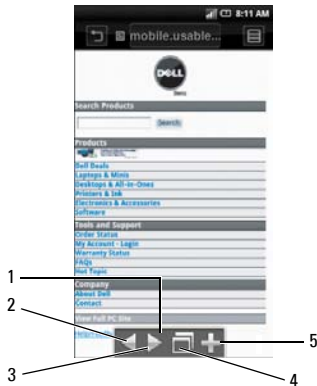 8:11 AM
mobile.usable...
DELL
Search Products
Search
Products
Dell Deals
Laptops & Minis
Desktops & All-in-Ones
Printers & Ink
Electronics & Accessories
Software
Tools and Support
Order Status
My Account - Login
Warranty Status
FAQs
Hot Topic
Company
About Dell
Contact
View Full PC Site
1
2
3
4
5